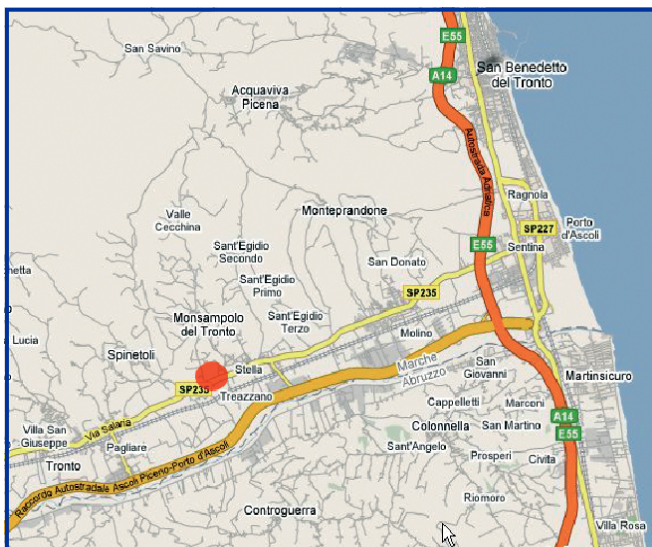 E55
San Savino
San Benedetto
del Tronto
A14
Acquaviva
Picena
Autostrada Adriatica
Ragnola
Valle
Cecchina
Monteprandone
Porto
d'Ascoli
SP227
Sant'Egidio
Secondo
E55
Sentina
San Donato
Sant'Egidio
Primo
SP235
Monsampolo
del Tronto
Sant'Egidio
Terzo
Molino
Lucia
Spinetoli
Stella
Marche
Abruzzo
San
Giovanni
Martinsicuro
SP235
Treazzano
Cappelletti
Marconi
A14
Villa San
Giuseppe
Via Salaria
Colonnella
San Martino
E55
Pagliare
Sant'Angelo
Prosperi
Civita
Tronto
Raccordo Autostradale Ascoli Piceno-Porto d'Ascoli
Riomoro
Controguerra
Villa Rosa